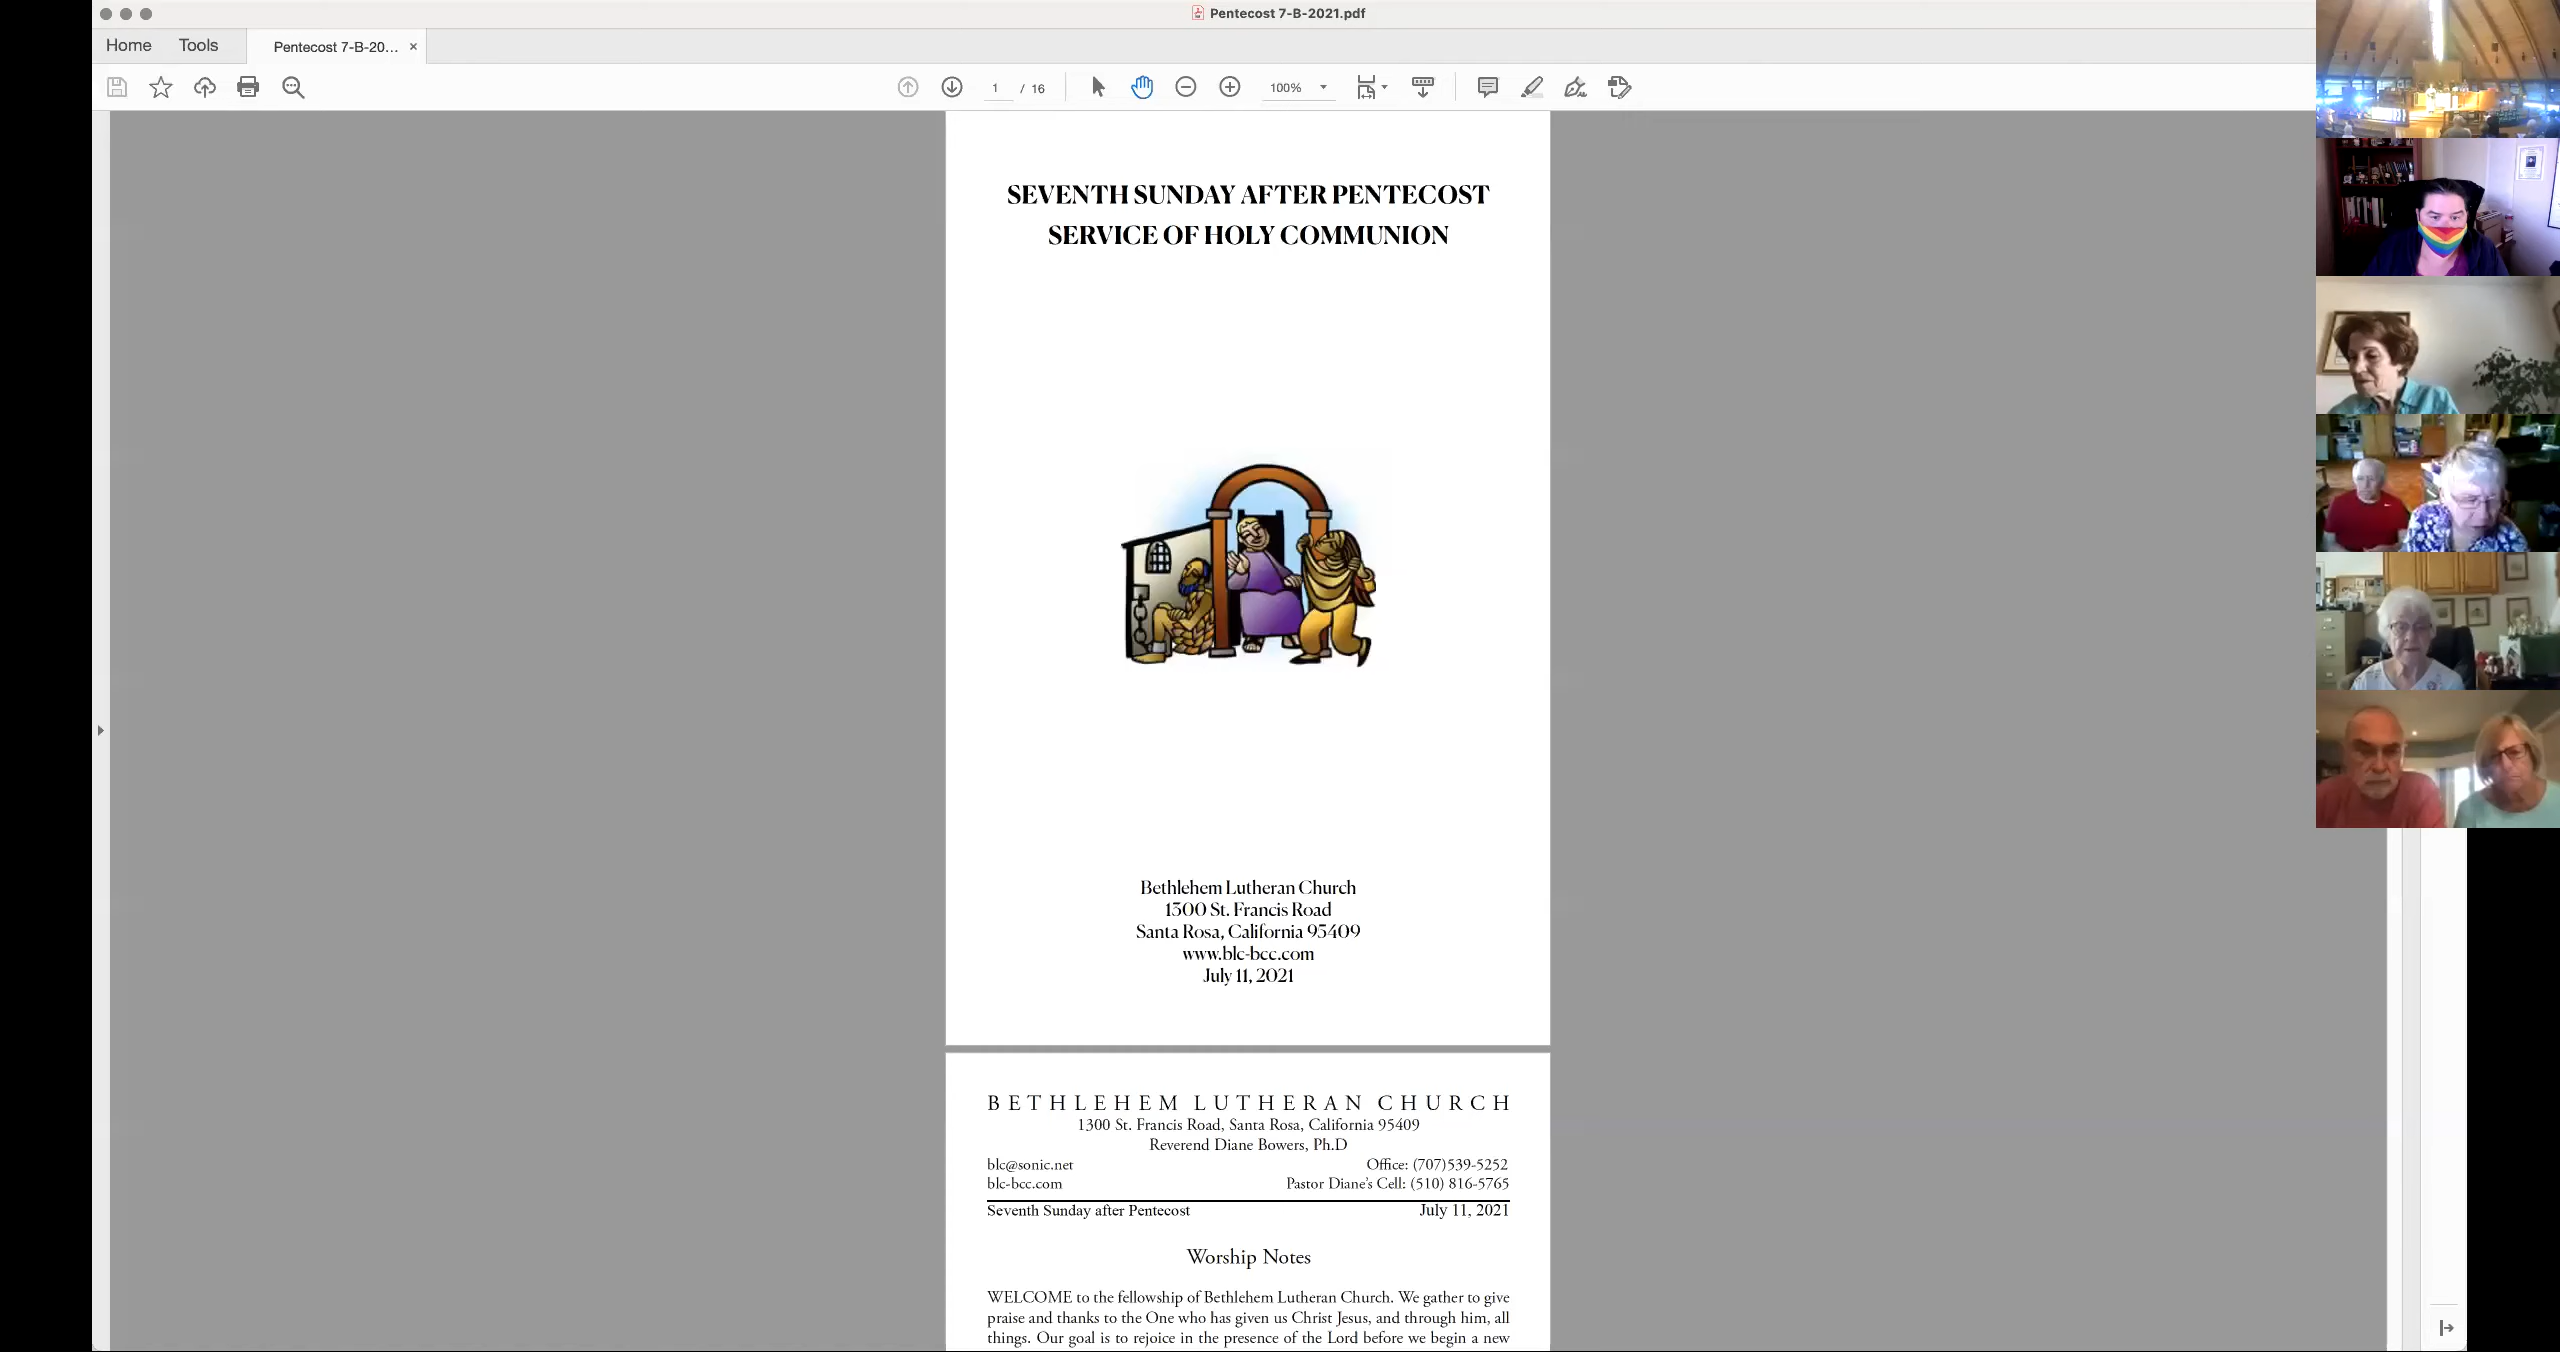 Pentecost 7-B-2021.pdf
Home Tools Pentecost 7-B-20... ×
1 / 16 100%
SEVENTH SUNDAY AFTER PENTECOST
SERVICE OF HOLY COMMUNION
Bethlehem Lutheran Church
1300 St. Francis Road
Santa Rosa, California 95409
www.blc-bcc.com
July 11, 2021
BETHLEHEM LUTHERAN CHURCH
1300 St. Francis Road, Santa Rosa, California 95409
Reverend Diane Bowers, Ph.D
blc@sonic.net Office: (707)539-5252
blc-bcc.com Pastor Diane's Cell: (510) 816-5765
Seventh Sunday after Pentecost July 11, 2021
Worship Notes
WELCOME to the fellowship of Bethlehem Lutheran Church. We gather to give
praise and thanks to the One who has given us Christ Jesus, and through him, all
things. Our goal is to rejoice in the presence of the Lord before we begin a new